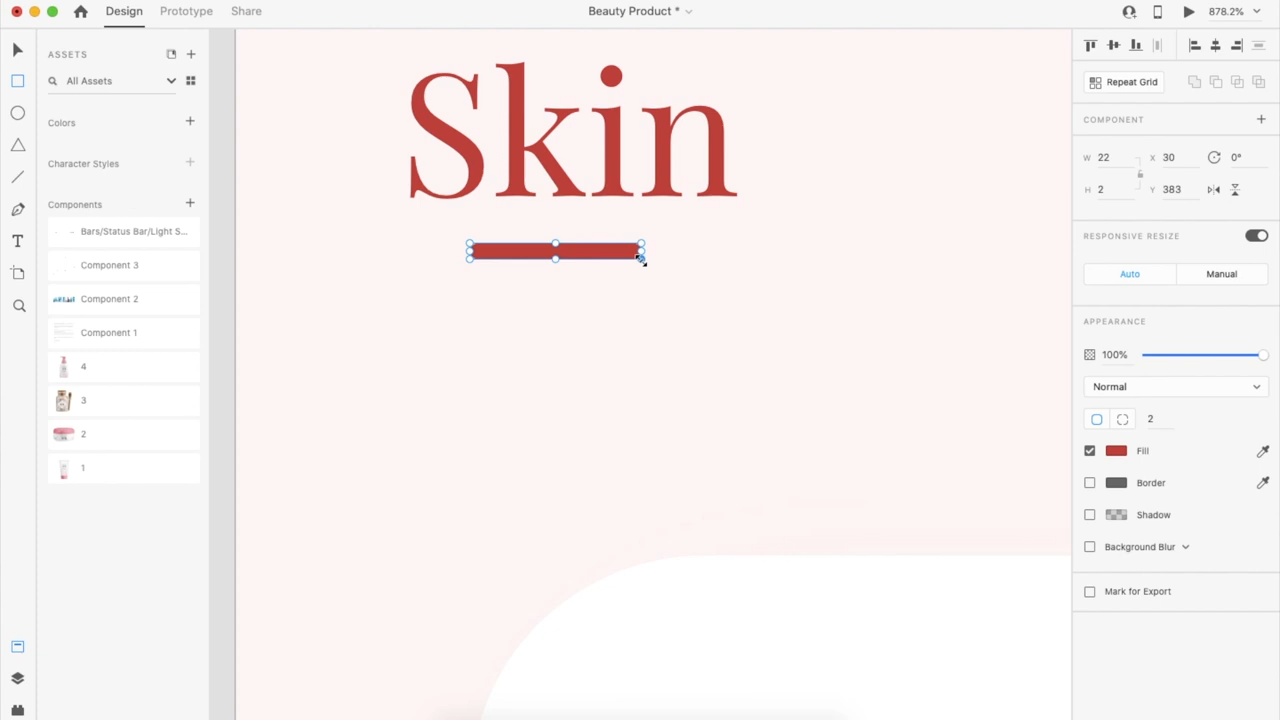 Design Prototype Share Beauty Product * 878.2%
ASSETS
All Assets
Colors
Character Styles
Components
Bars/Status Bar/Light S...
Component 3
Component 2
Component 1
4
3
2
1
Skin
Repeat Grid
COMPONENT
W 22 X 30 0°
H 2 Y 383
RESPONSIVE RESIZE
Auto Manual
APPEARANCE
100%
Normal
2
Fill
Border
Shadow
Background Blur
Mark for Export